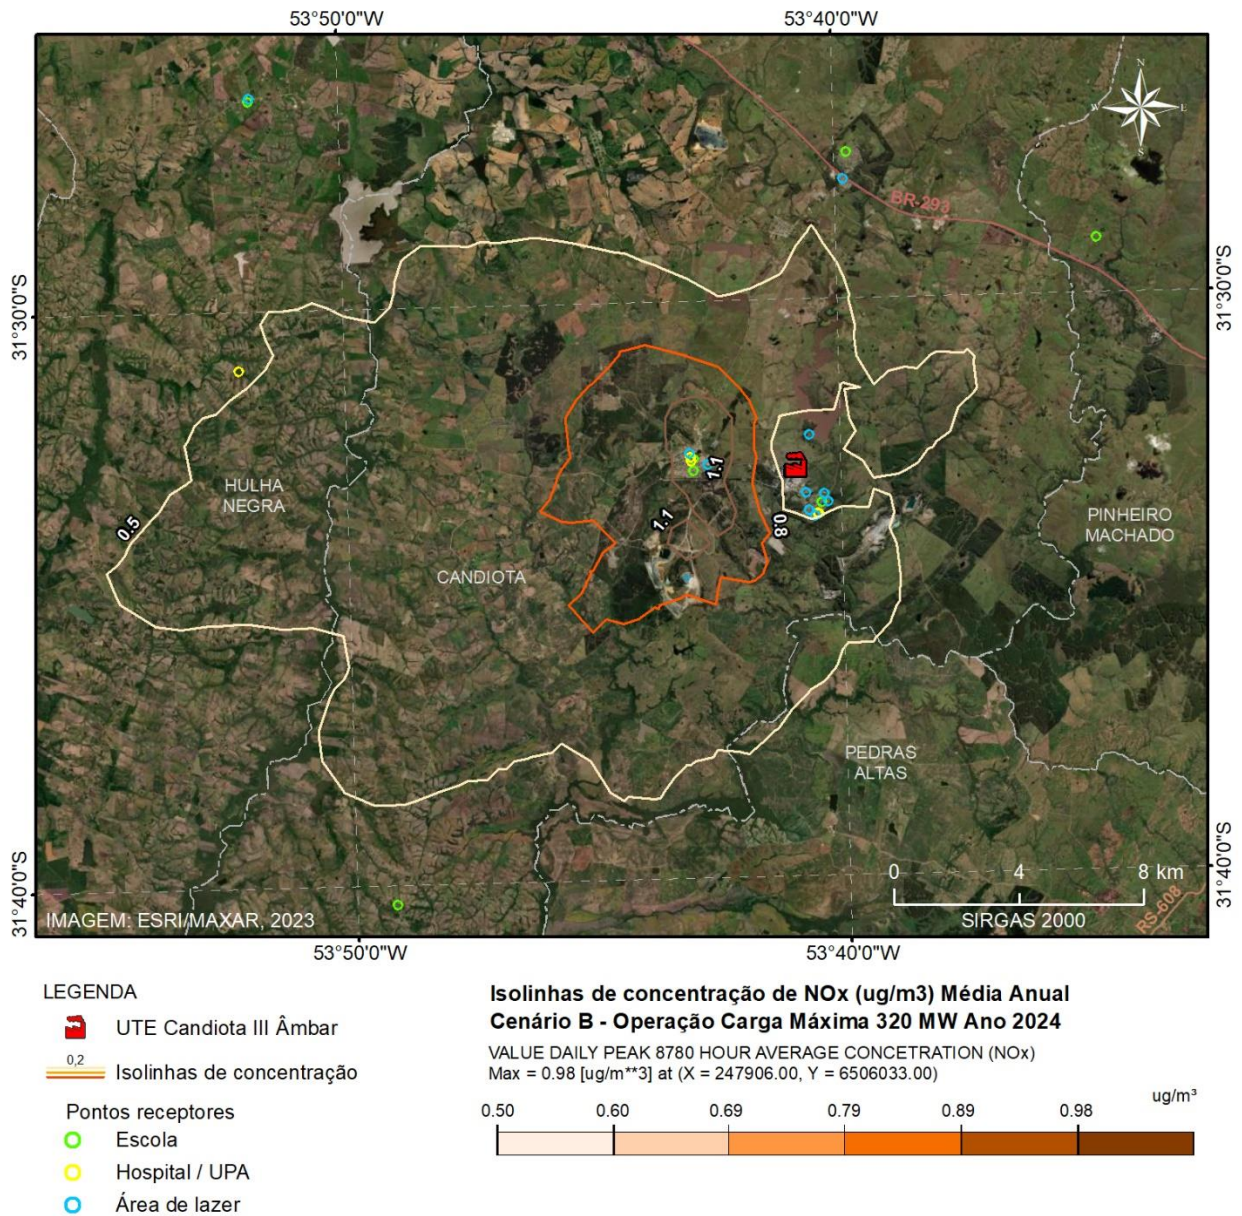 53°50'0"W
53°40'0"W
N
W
E
S
BR-293
31°30'0"S
31°30'0"S
HULHA
NEGRA
0.5
1.1
1.1
0.8
CANDIOTA
PINHEIRO
MACHADO
PEDRAS
ALTAS
31°40'0"S
31°40'0"S
0
4
8 km
SIRGAS 2000
RS-608
IMAGEM: ESRI/MAXAR, 2023
53°50'0"W
53°40'0"W
LEGENDA
UTE Candiota III Âmbar
0,2
Isolinhas de concentração
Pontos receptores
Escola
Hospital / UPA
Área de lazer
Isolinhas de concentração de NOx (ug/m3) Média Anual
Cenário B - Operação Carga Máxima 320 MW Ano 2024
VALUE DAILY PEAK 8780 HOUR AVERAGE CONCETRATION (NOx)
Max = 0.98 [ug/m**3] at (X = 247906.00, Y = 6506033.00)
ug/m³
0.50 0.60 0.69 0.79 0.89 0.98